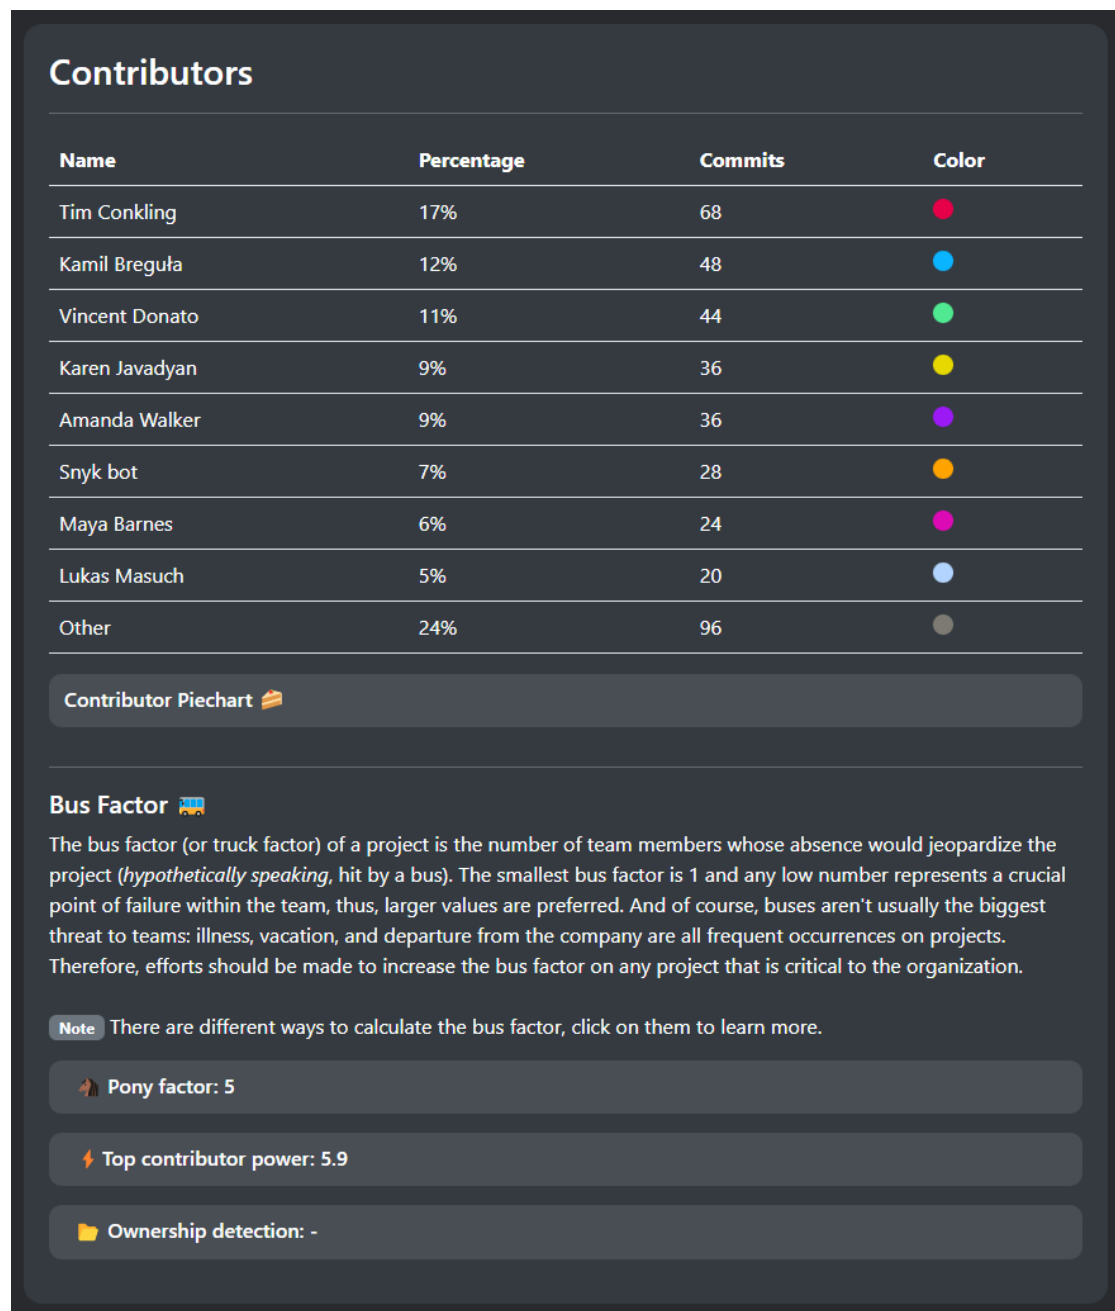 Contributors
Name Percentage Commits Color
Tim Conkling 17% 68
Kamil Breguła 12% 48
Vincent Donato 11% 44
Karen Javadyan 9% 36
Amanda Walker 9% 36
Snyk bot 7% 28
Maya Barnes 6% 24
Lukas Masuch 5% 20
Other 24% 96
Contributor Piechart 🍰
Bus Factor 🚌
The bus factor (or truck factor) of a project is the number of team members whose absence would jeopardize the
project (hypothetically speaking, hit by a bus). The smallest bus factor is 1 and any low number represents a crucial
point of failure within the team, thus, larger values are preferred. And of course, buses aren't usually the biggest
threat to teams: illness, vacation, and departure from the company are all frequent occurrences on projects.
Therefore, efforts should be made to increase the bus factor on any project that is critical to the organization.
Note There are different ways to calculate the bus factor, click on them to learn more.
🐴 Pony factor: 5
⚡ Top contributor power: 5.9
📂 Ownership detection: -